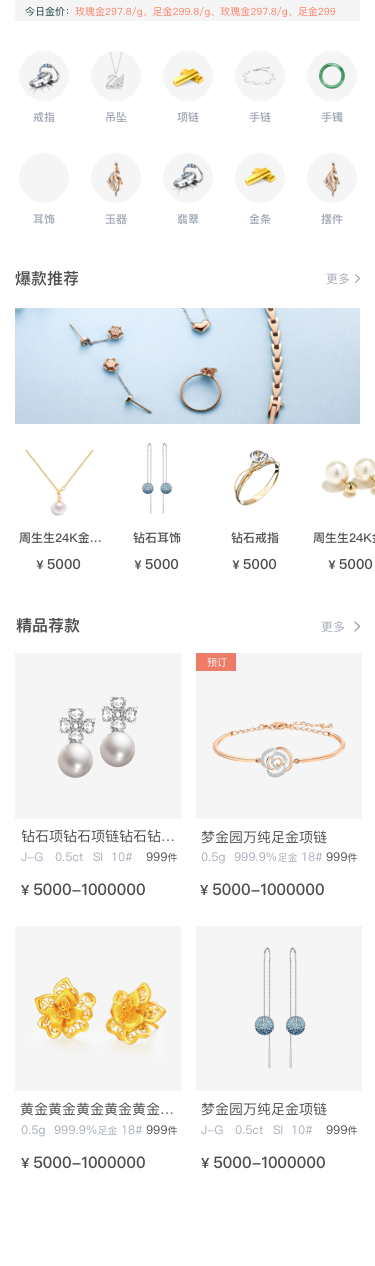 今日金价：玫瑰金297.8/g、足金299.8/g、玫瑰金297.8/g、足金299
戒指 吊坠 项链 手链 手镯
耳饰 玉器 翡翠 金条 摆件
爆款推荐 更多
周生生24K金... 钻石耳饰 钻石戒指 周生生24K金
¥ 5000 ¥ 5000 ¥ 5000 ¥ 5000
精品荐款 更多
预订
钻石项钻石项链钻石钻... 梦金园万纯足金项链
J-G 0.5ct SI 10# 999件 0.5g 999.9%足金 18# 999件
¥ 5000-1000000 ¥ 5000-1000000
黄金黄金黄金黄金黄金... 梦金园万纯足金项链
0.5g 999.9%足金 18# 999件 J-G 0.5ct SI 10# 999件
¥ 5000-1000000 ¥ 5000-1000000